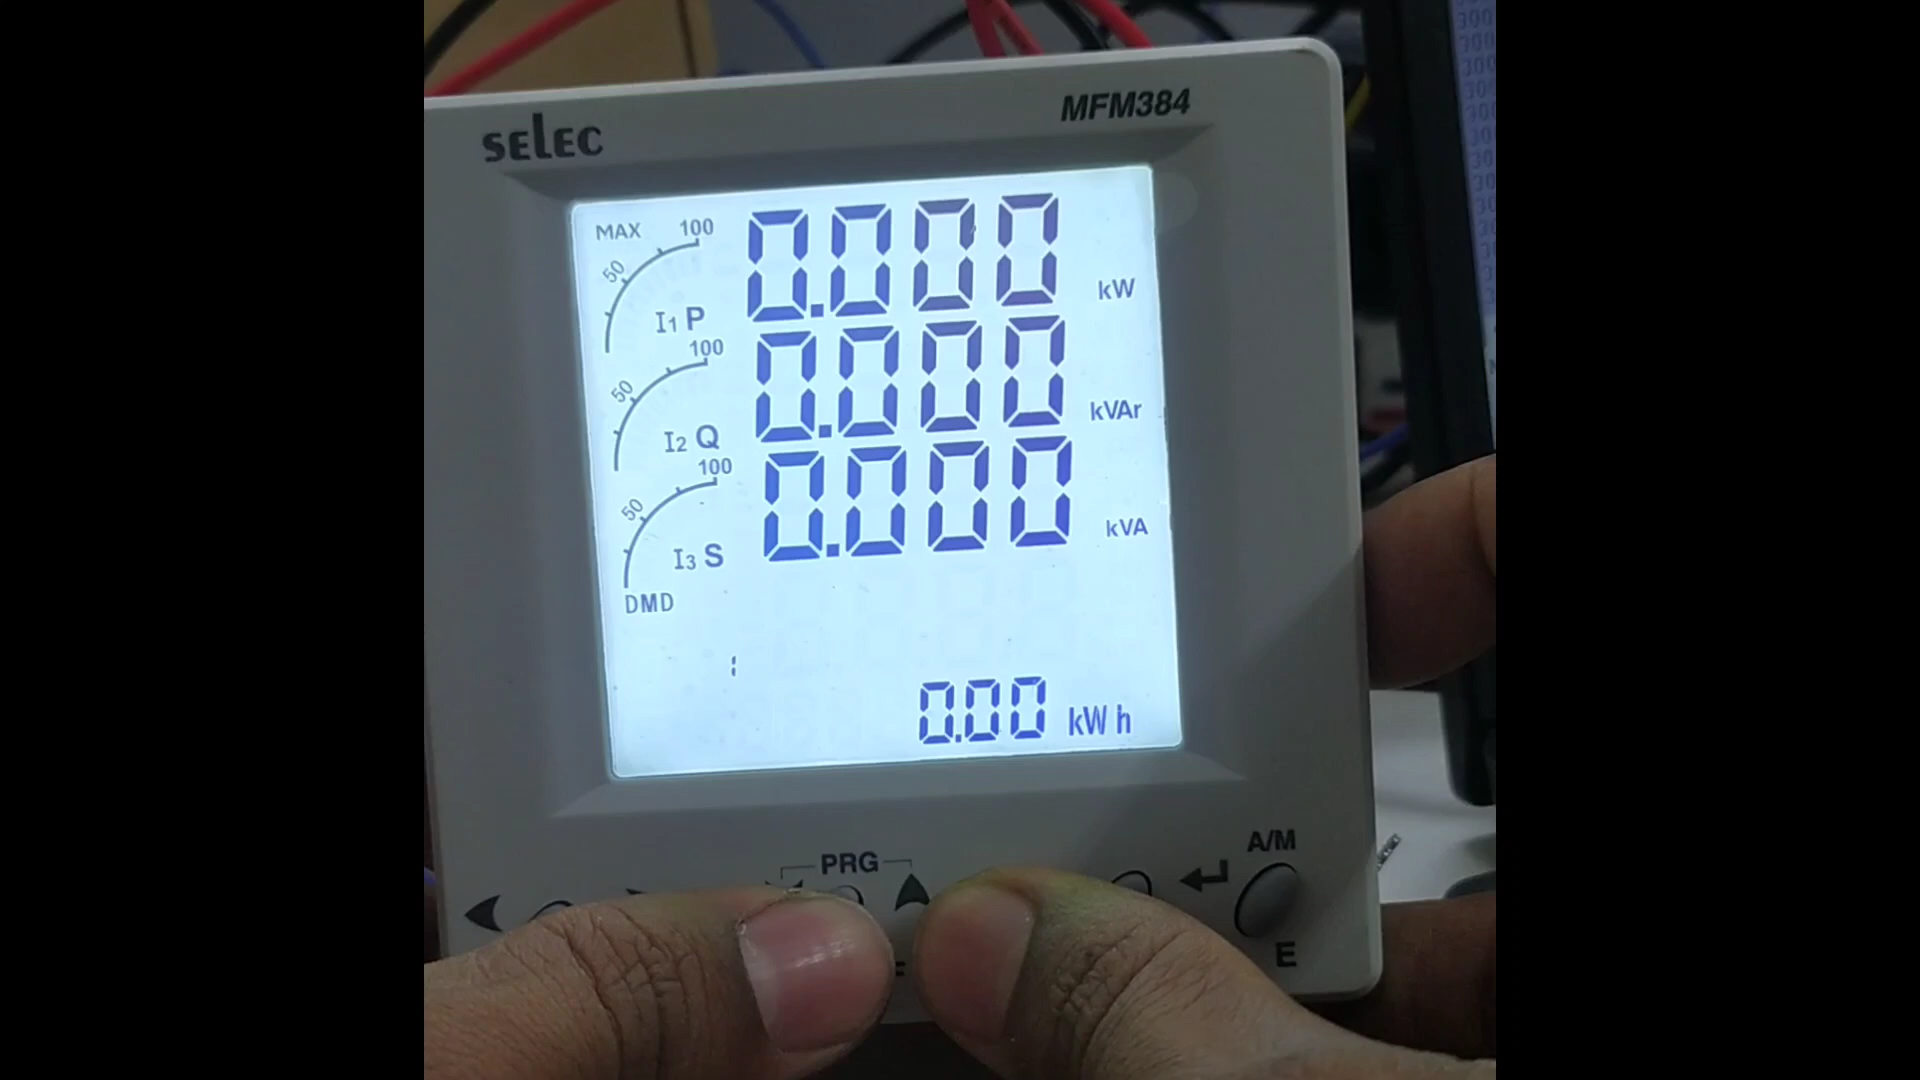 SELEC
MFM384
MAX 100
50
I1 P 0.000 kW
100
50
I2 Q 0.000 kVAr
100
50
I3 S 0.000 kVA
DMD
0.00 kWh
PRG
A/M
E